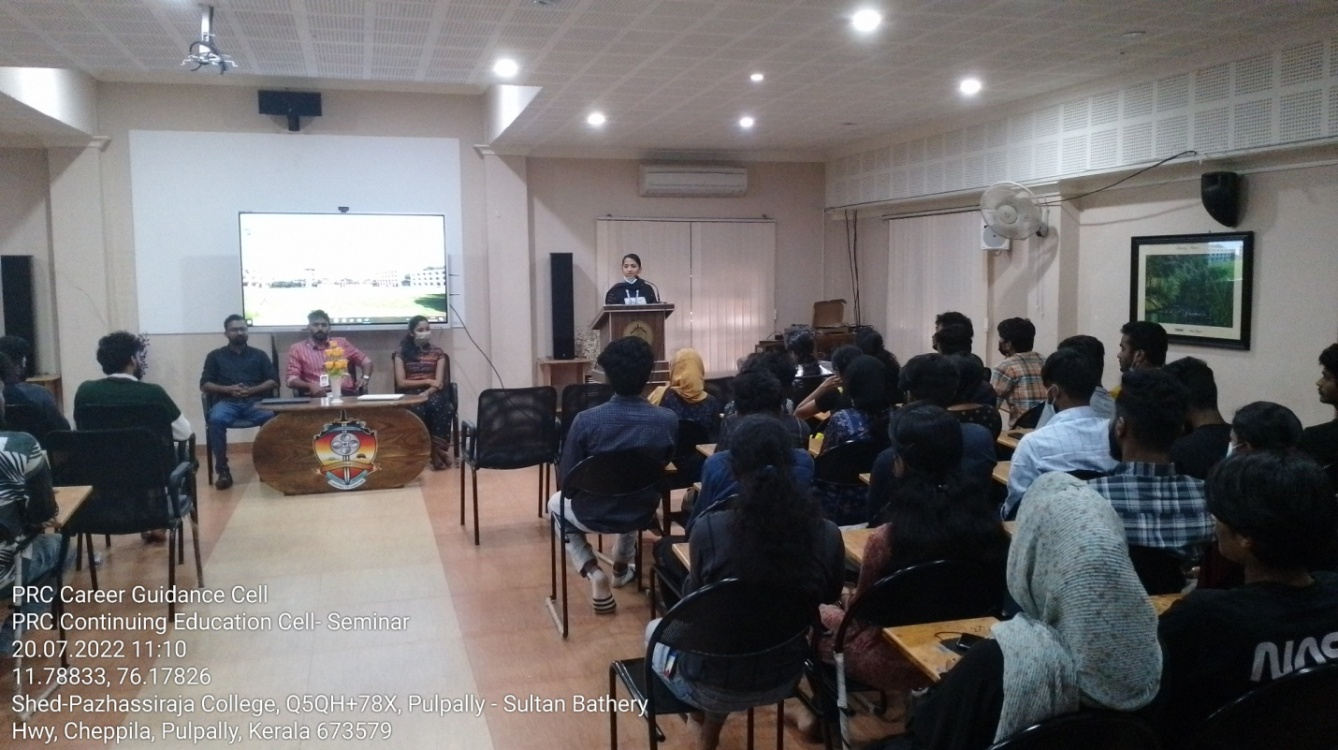 PRC Career Guidance Cell
PRC Continuing Education Cell- Seminar
20.07.2022 11:10
11.78833, 76.17826
Shed-Pazhassiraja College, Q5QH+78X, Pulpally - Sultan Bathery
Hwy, Cheppila, Pulpally, Kerala 673579